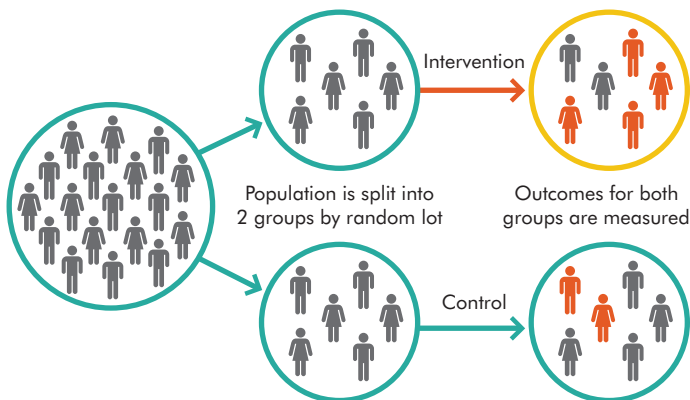 Intervention
Population is split into
2 groups by random lot
Outcomes for both
groups are measured
Control